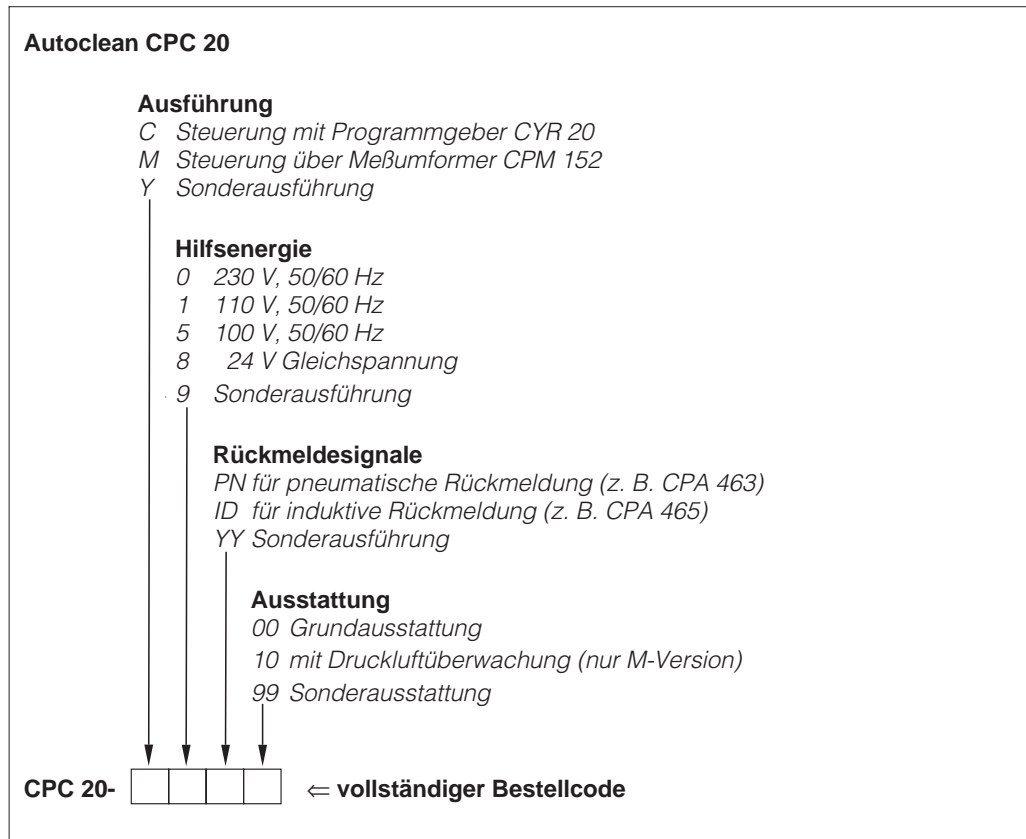 Autoclean CPC 20
Ausführung
C Steuerung mit Programmgeber CYR 20
M Steuerung über Meßumformer CPM 152
Y Sonderausführung
Hilfsenergie
0 230 V, 50/60 Hz
1 110 V, 50/60 Hz
5 100 V, 50/60 Hz
8 24 V Gleichspannung
9 Sonderausführung
Rückmeldesignale
PN für pneumatische Rückmeldung (z. B. CPA 463)
ID für induktive Rückmeldung (z. B. CPA 465)
YY Sonderausführung
Ausstattung
00 Grundausstattung
10 mit Druckluftüberwachung (nur M-Version)
99 Sonderausstattung
CPC 20- ⇐ vollständiger Bestellcode